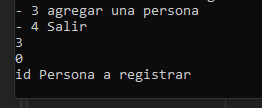 - 3 agregar una persona
- 4 Salir
3
0
id Persona a registrar